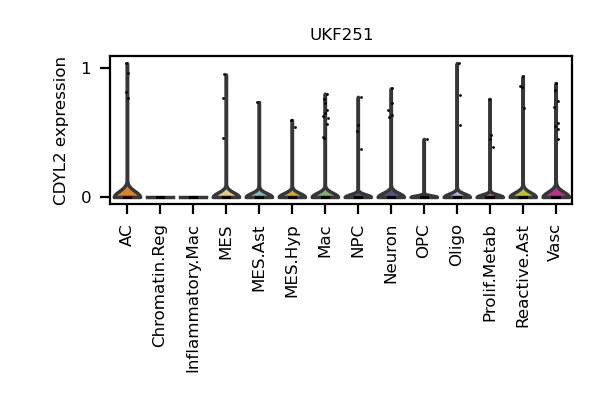 UKF251
CDYL2 expression
1
0
AC
Chromatin.Reg
Inflammatory.Mac
MES
MES.Ast
MES.Hyp
Mac
NPC
Neuron
OPC
Oligo
Prolif.Metab
Reactive.Ast
Vasc